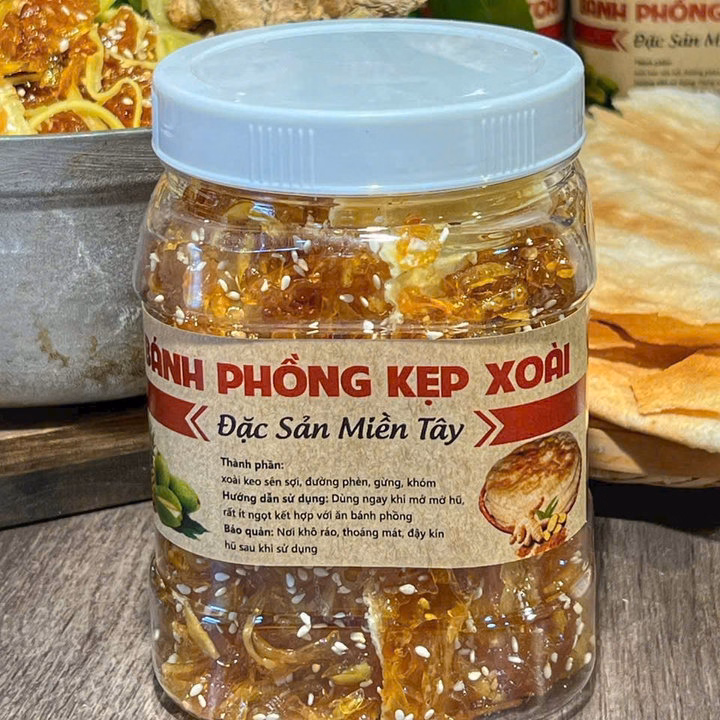 XOÀI
BÁNH PHỒNG
Đặc Sản M
BÁNH PHỒNG KẸP XOÀI
Đặc Sản Miền Tây
Thành phần:
xoài keo sên sợi, đường phèn, gừng, khóm
Hướng dẫn sử dụng: Dùng ngay khi mở mở hũ,
rất ít ngọt kết hợp với ăn bánh phồng
Bảo quản: Nơi khô ráo, thoáng mát, đậy kín
hũ sau khi sử dụng